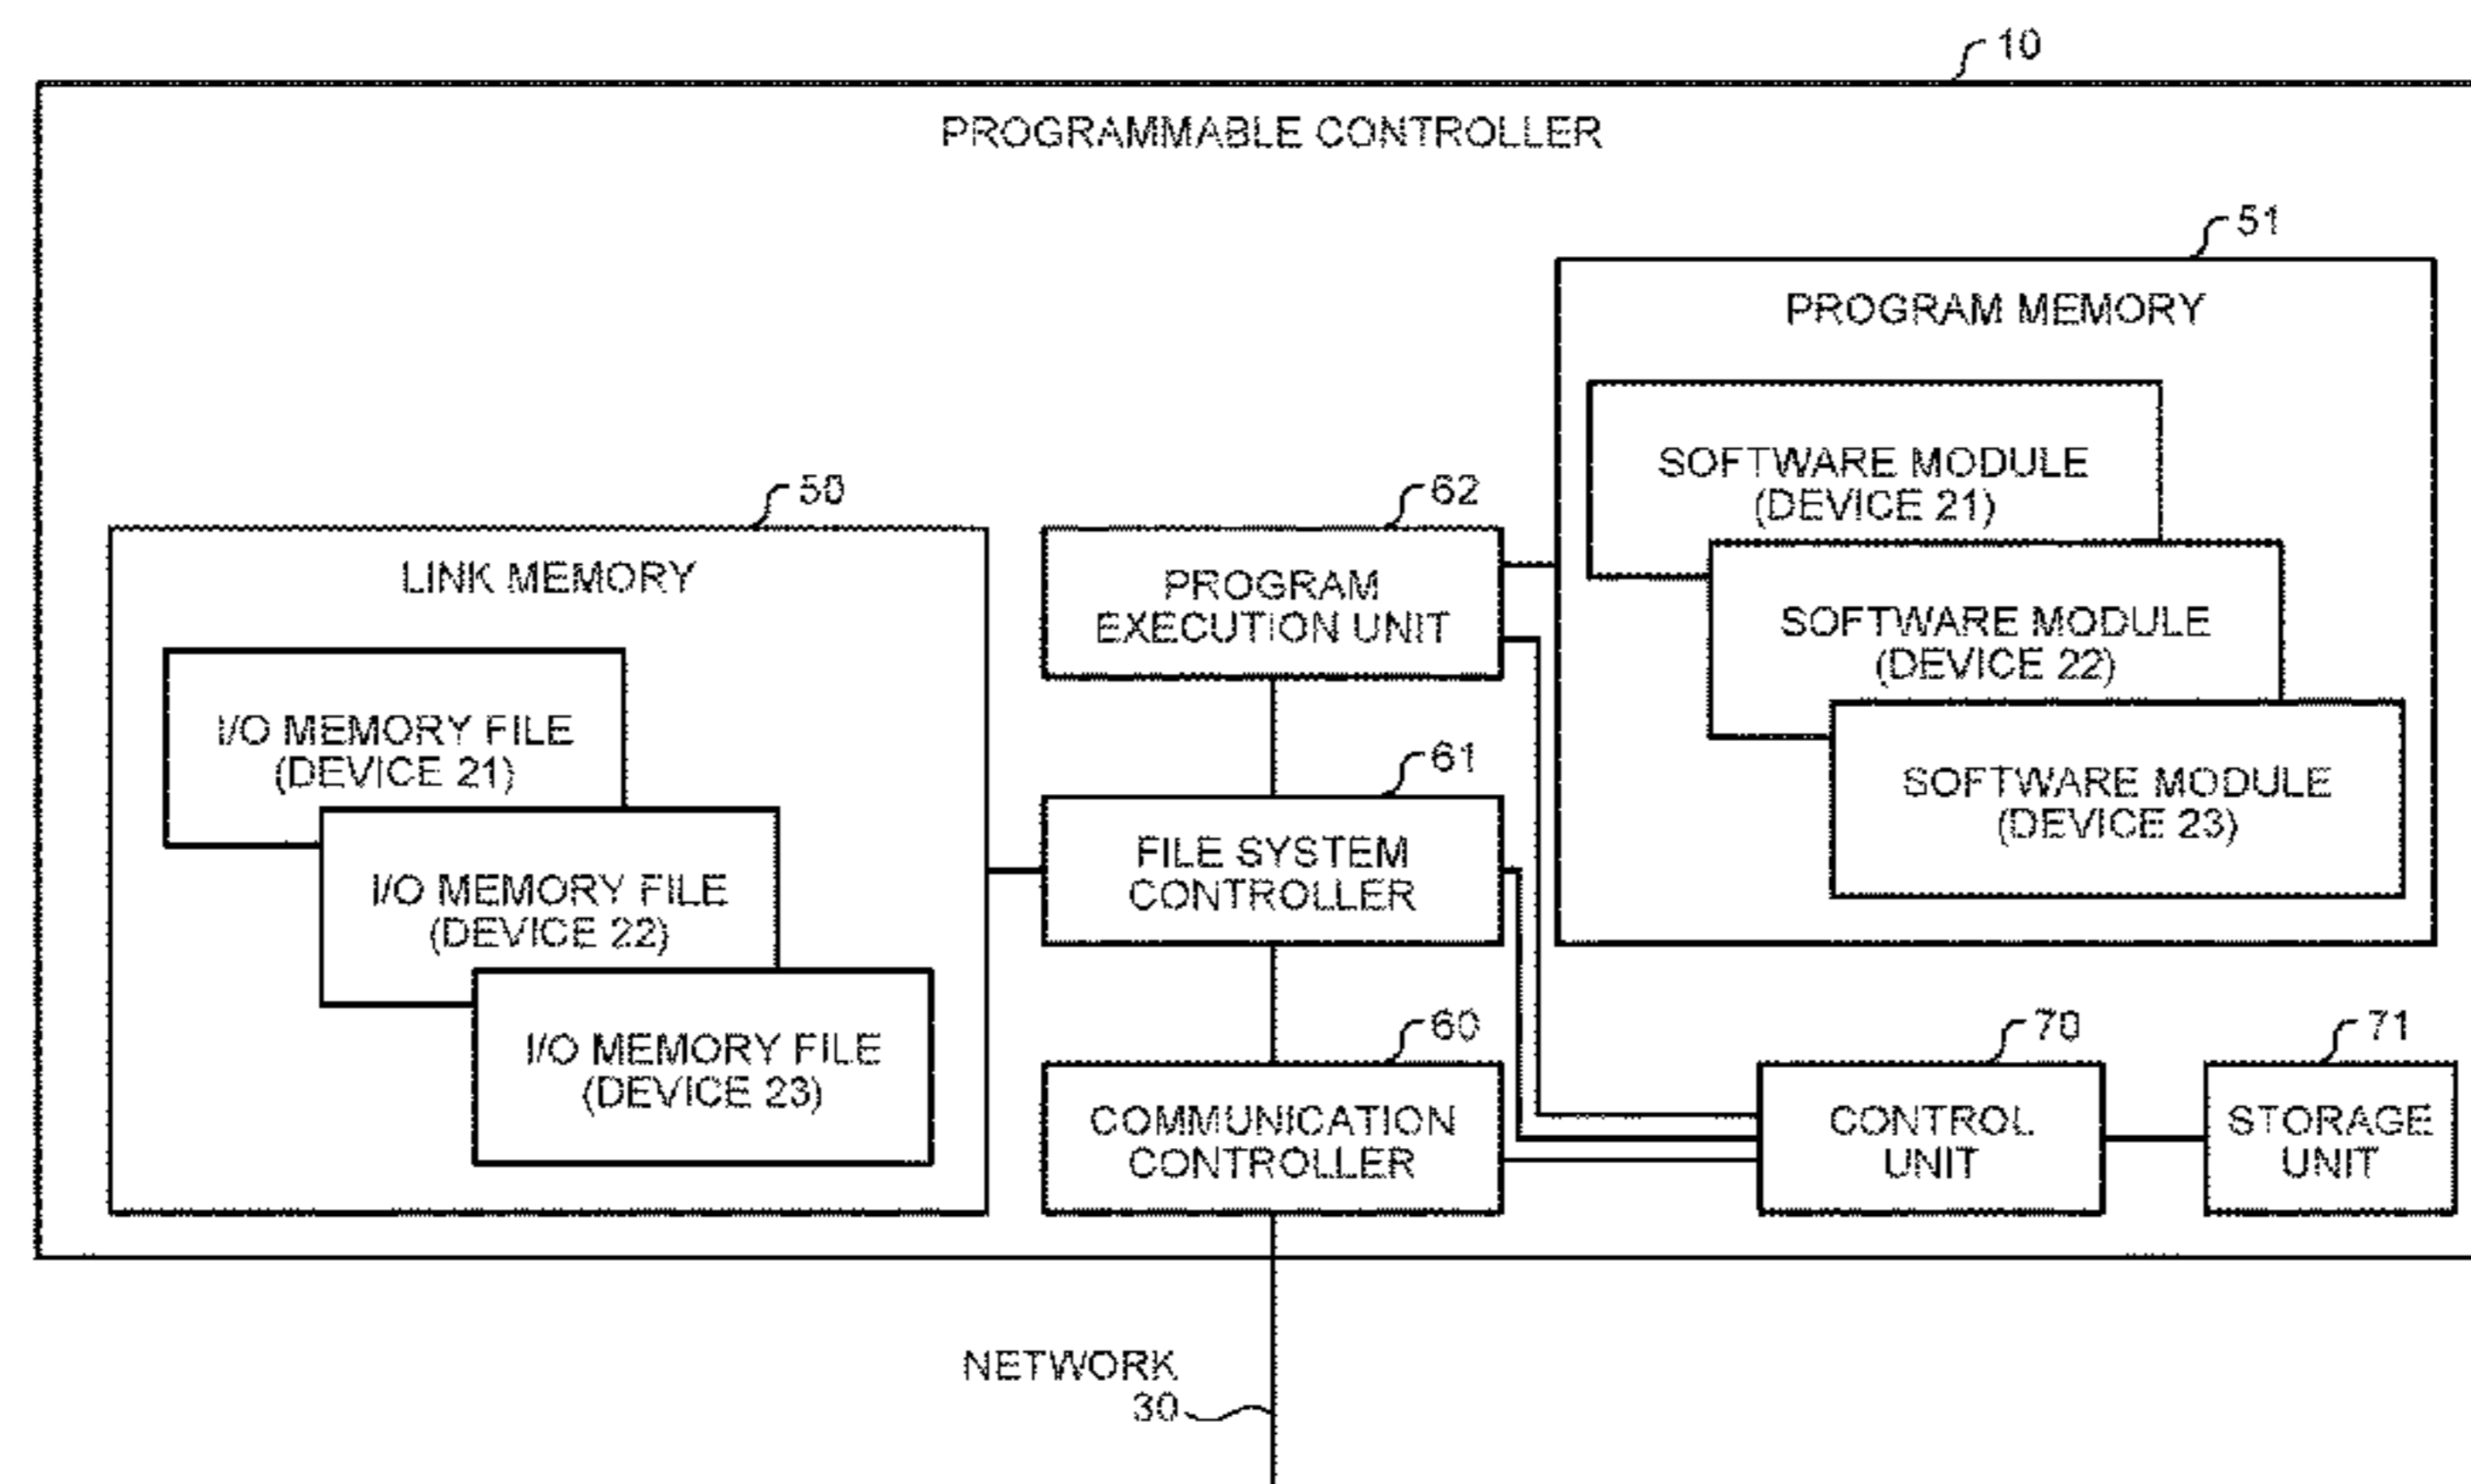 10
PROGRAMMABLE CONTROLLER
51
PROGRAM MEMORY
SOFTWARE MODULE
(DEVICE 21)
SOFTWARE MODULE
(DEVICE 22)
SOFTWARE MODULE
(DEVICE 23)
50
LINK MEMORY
I/O MEMORY FILE
(DEVICE 21)
I/O MEMORY FILE
(DEVICE 22)
I/O MEMORY FILE
(DEVICE 23)
62
PROGRAM
EXECUTION UNIT
61
FILE SYSTEM
CONTROLLER
60
COMMUNICATION
CONTROLLER
70
CONTROL
UNIT
71
STORAGE
UNIT
NETWORK
30